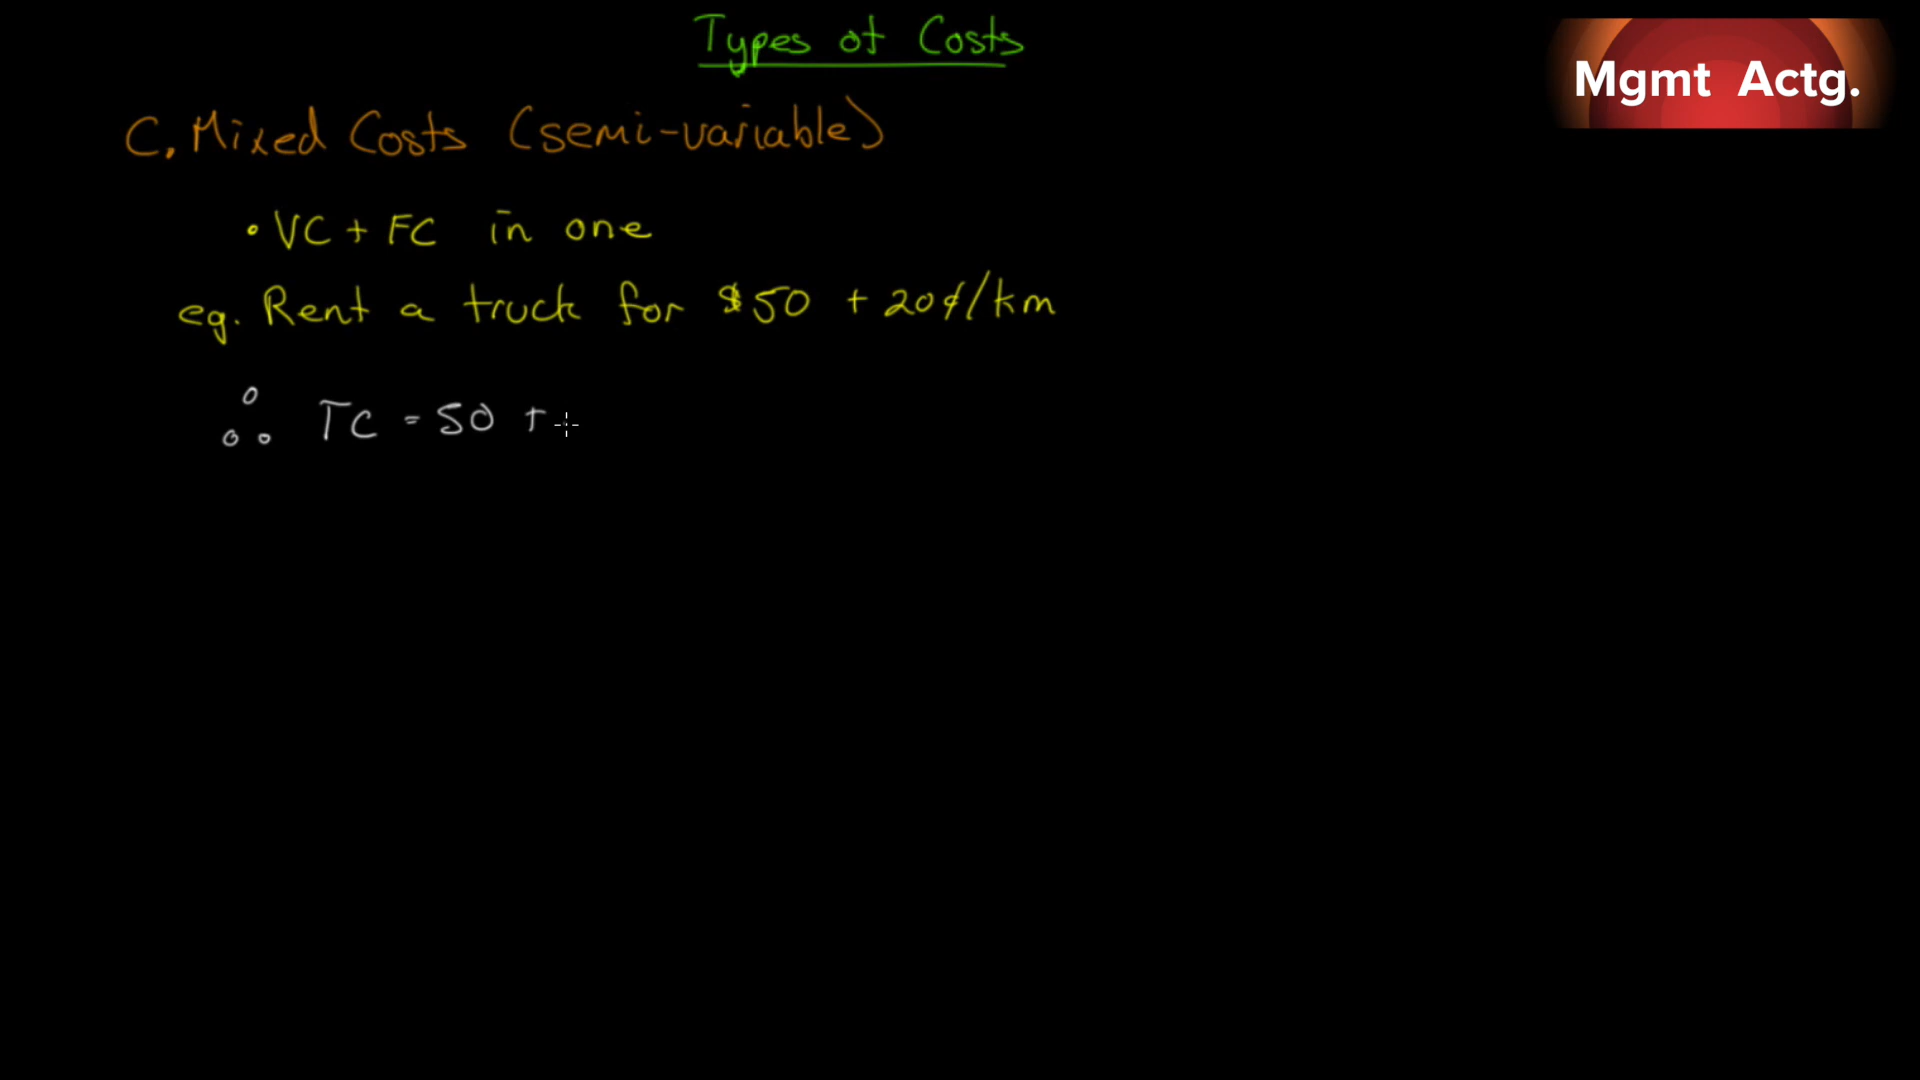 Types of Costs
Mgmt Actg.
C. Mixed Costs (semi-variable)
• VC + FC in one
eg. Rent a truck for $50 + 20¢/km
∴ TC = 50 +